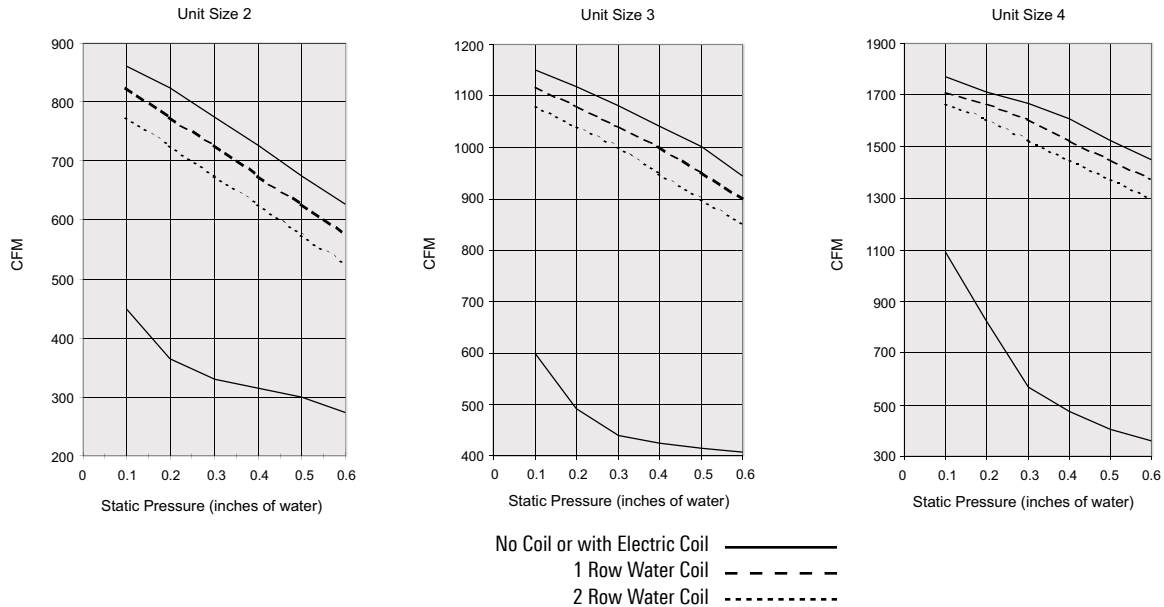 Unit Size 2
900
800
700
600
500
400
300
200
CFM
0 0.1 0.2 0.3 0.4 0.5 0.6
Static Pressure (inches of water)
Unit Size 3
1200
1100
1000
900
800
700
600
500
400
CFM
0 0.1 0.2 0.3 0.4 0.5 0.6
Static Pressure (inches of water)
Unit Size 4
1900
1700
1500
1300
1100
900
700
500
300
CFM
0 0.1 0.2 0.3 0.4 0.5 0.6
Static Pressure (inches of water)
No Coil or with Electric Coil
1 Row Water Coil
2 Row Water Coil